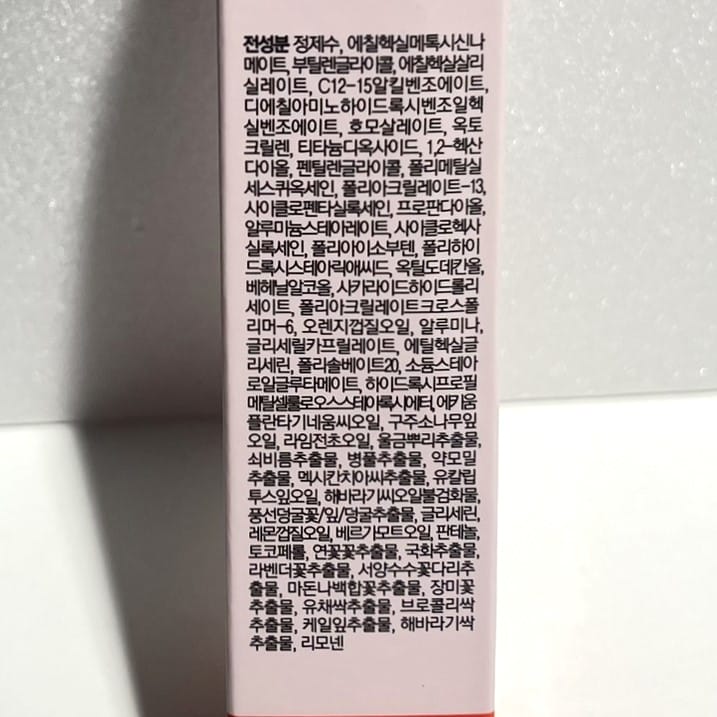 전성분 정제수, 에칠헥실메톡시신나
메이트, 부틸렌글라이콜, 에칠헥실살리
실레이트, C12-15알킬벤조에이트,
디에칠아미노하이드록시벤조일헥
실벤조에이트, 호모살레이트, 옥토
크릴렌, 티타늄디옥사이드, 1,2-헥산
다이올, 펜틸렌글라이콜, 폴리메틸실
세스퀴옥세인, 폴리아크릴레이트-13,
사이클로펜타실록세인, 프로판다이올,
알루미늄스테아레이트, 사이클로헥사
실록세인, 폴리아이소부텐, 폴리하이
드록시스테아릭애씨드, 옥틸도데칸올,
베헤닐알코올, 사카라이드하이드롤리
세이트, 폴리아크릴레이트크로스폴
리머-6, 오렌지껍질오일, 알루미나,
글리세릴카프릴레이트, 에틸헥실글
리세린, 폴리솔베이트20, 소듐스테아
로일글루타메이트, 하이드록시프로필
메틸셀룰로오스스테아록시에터, 에키움
플란타기네움씨오일, 구주소나무잎
오일, 라임전초오일, 울금뿌리추출물,
쇠비름추출물, 병풀추출물, 약모밀
추출물, 멕시칸치아씨추출물, 유칼립
투스잎오일, 해바라기씨오일불검화물,
풍선덩굴꽃/잎/덩굴추출물, 글리세린,
레몬껍질오일, 베르가모트오일, 판테놀,
토코페롤, 연꽃꽃추출물, 국화추출물,
라벤더꽃추출물, 서양수수꽃다리추
출물, 마돈나백합꽃추출물, 장미꽃
추출물, 유채싹추출물, 브로콜리싹
추출물, 케일잎추출물, 해바라기싹
추출물, 리모넨